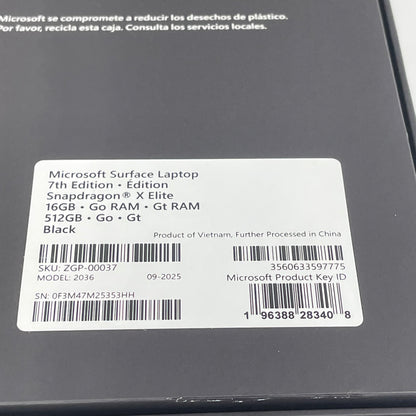 Microsoft se compromete a reducir los desechos de plástico.
Por favor, recicla esta caja. Consulta los servicios locales.
Microsoft Surface Laptop
7th Edition • Édition
Snapdragon® X Elite
16GB • Go RAM • Gt RAM
512GB • Go • Gt
Black
Product of Vietnam, Further Processed in China
SKU: ZGP-00037
MODEL: 2036 09-2025
SN: 0F3M47M25353HH
3560633597775
Microsoft Product Key ID
1 96388 28340 8